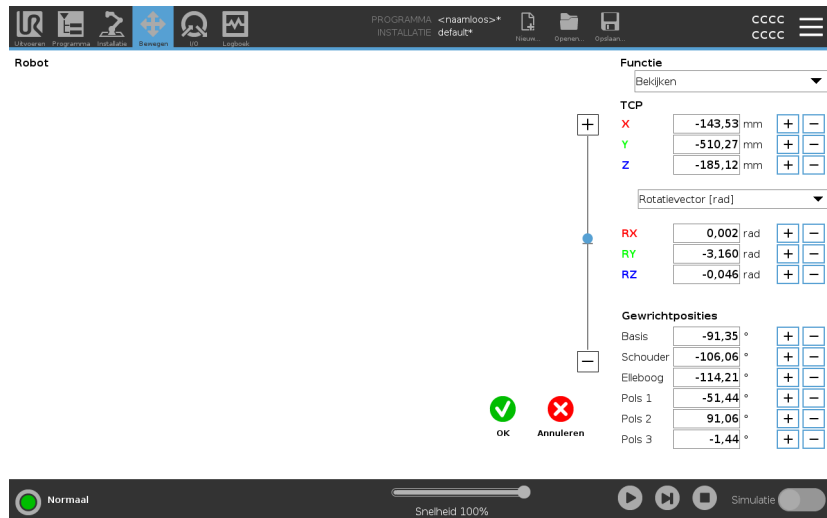 PROGRAMMA <naamloos>*
INSTALLATIE default*
Uitvoeren Programma Installatie Bewegen I/O Logboek
Nieuw... Openen... Opslaan...
CCCC
CCCC
Robot
Functie
Bekijken
TCP
X -143,53 mm + −
Y -510,27 mm + −
Z -185,12 mm + −
Rotatievector [rad]
RX 0,002 rad + −
RY -3,160 rad + −
RZ -0,046 rad + −
Gewrichtposities
Basis -91,35 ° + −
Schouder -106,06 ° + −
Elleboog -114,21 ° + −
Pols 1 -51,44 ° + −
Pols 2 91,06 ° + −
Pols 3 -1,44 ° + −
OK Annuleren
Normaal
Snelheid 100%
Simulatie